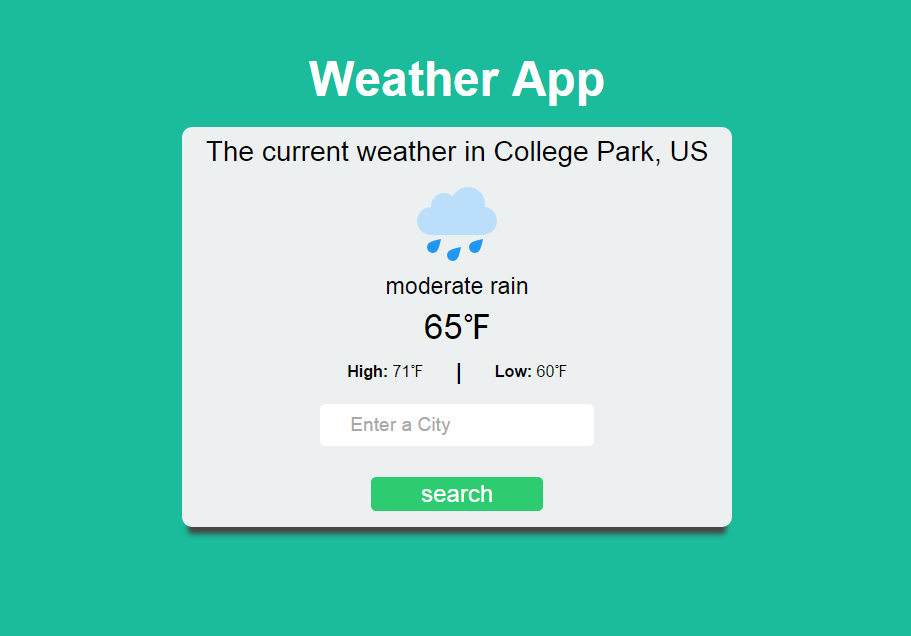 Weather App
The current weather in College Park, US
moderate rain
65℉
High: 71℉ | Low: 60℉
Enter a City
search